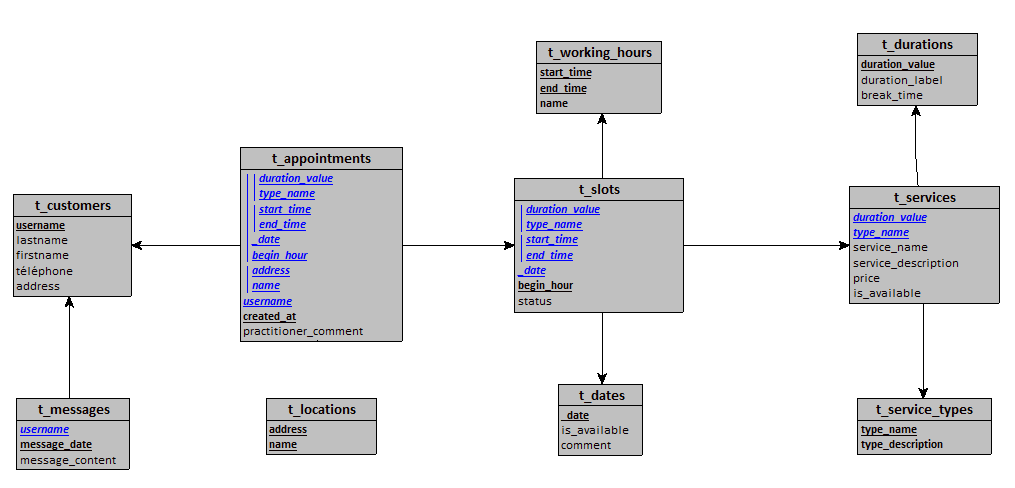 t_working_hours
start_time
end_time
name
t_durations
duration_value
duration_label
break_time
t_appointments
duration_value
type_name
start_time
end_time
_date
begin_hour
address
name
username
created_at
practitioner_comment
t_slots
duration_value
type_name
start_time
end_time
_date
begin_hour
status
t_services
duration_value
type_name
service_name
service_description
price
is_available
t_customers
username
lastname
firstname
téléphone
address
t_messages
username
message_date
message_content
t_locations
address
name
t_dates
_date
is_available
comment
t_service_types
type_name
type_description